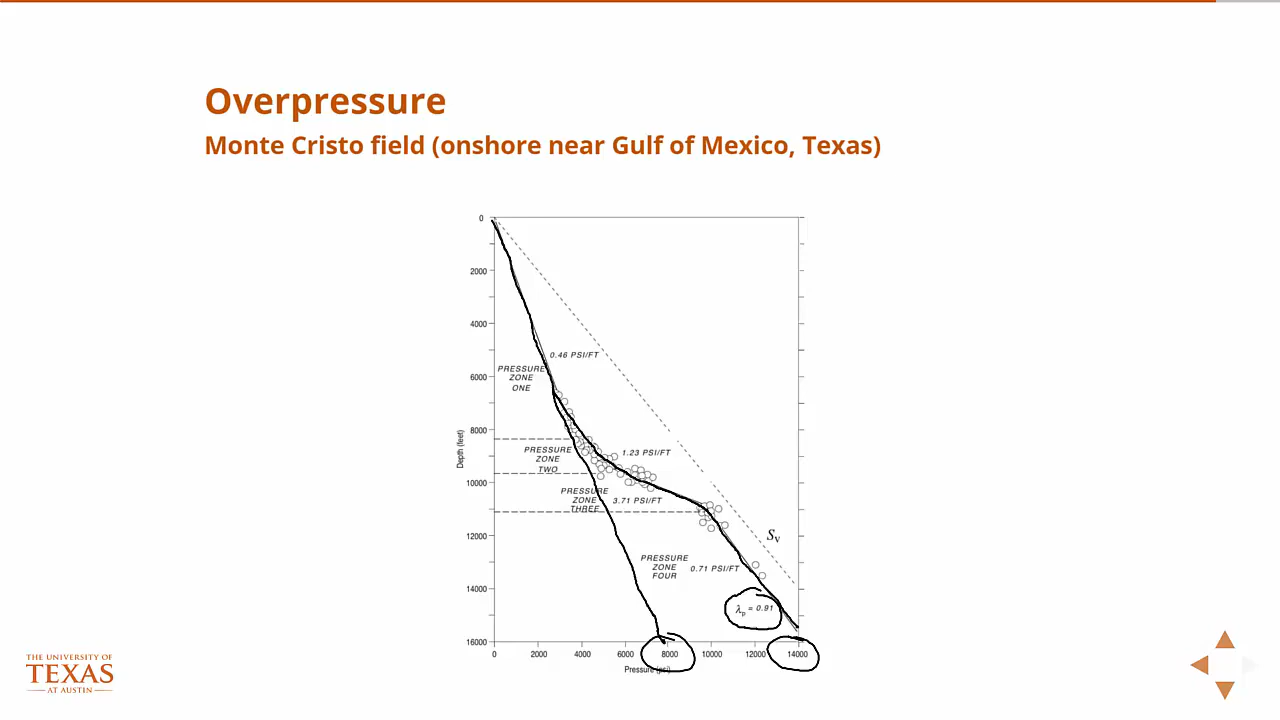 Overpressure
Monte Cristo field (onshore near Gulf of Mexico, Texas)
0
2000
4000
0.46 PSI/FT
PRESSURE
ZONE
ONE
6000
8000
Depth (feet)
PRESSURE
ZONE
TWO
1.23 PSI/FT
10000
PRESSURE
ZONE
THREE
3.71 PSI/FT
12000
Sv
PRESSURE
ZONE
FOUR
0.71 PSI/FT
14000
λp = 0.91
16000
0 2000 4000 6000 8000 10000 12000 14000
Pressure (psi)
THE UNIVERSITY OF
TEXAS
AT AUSTIN